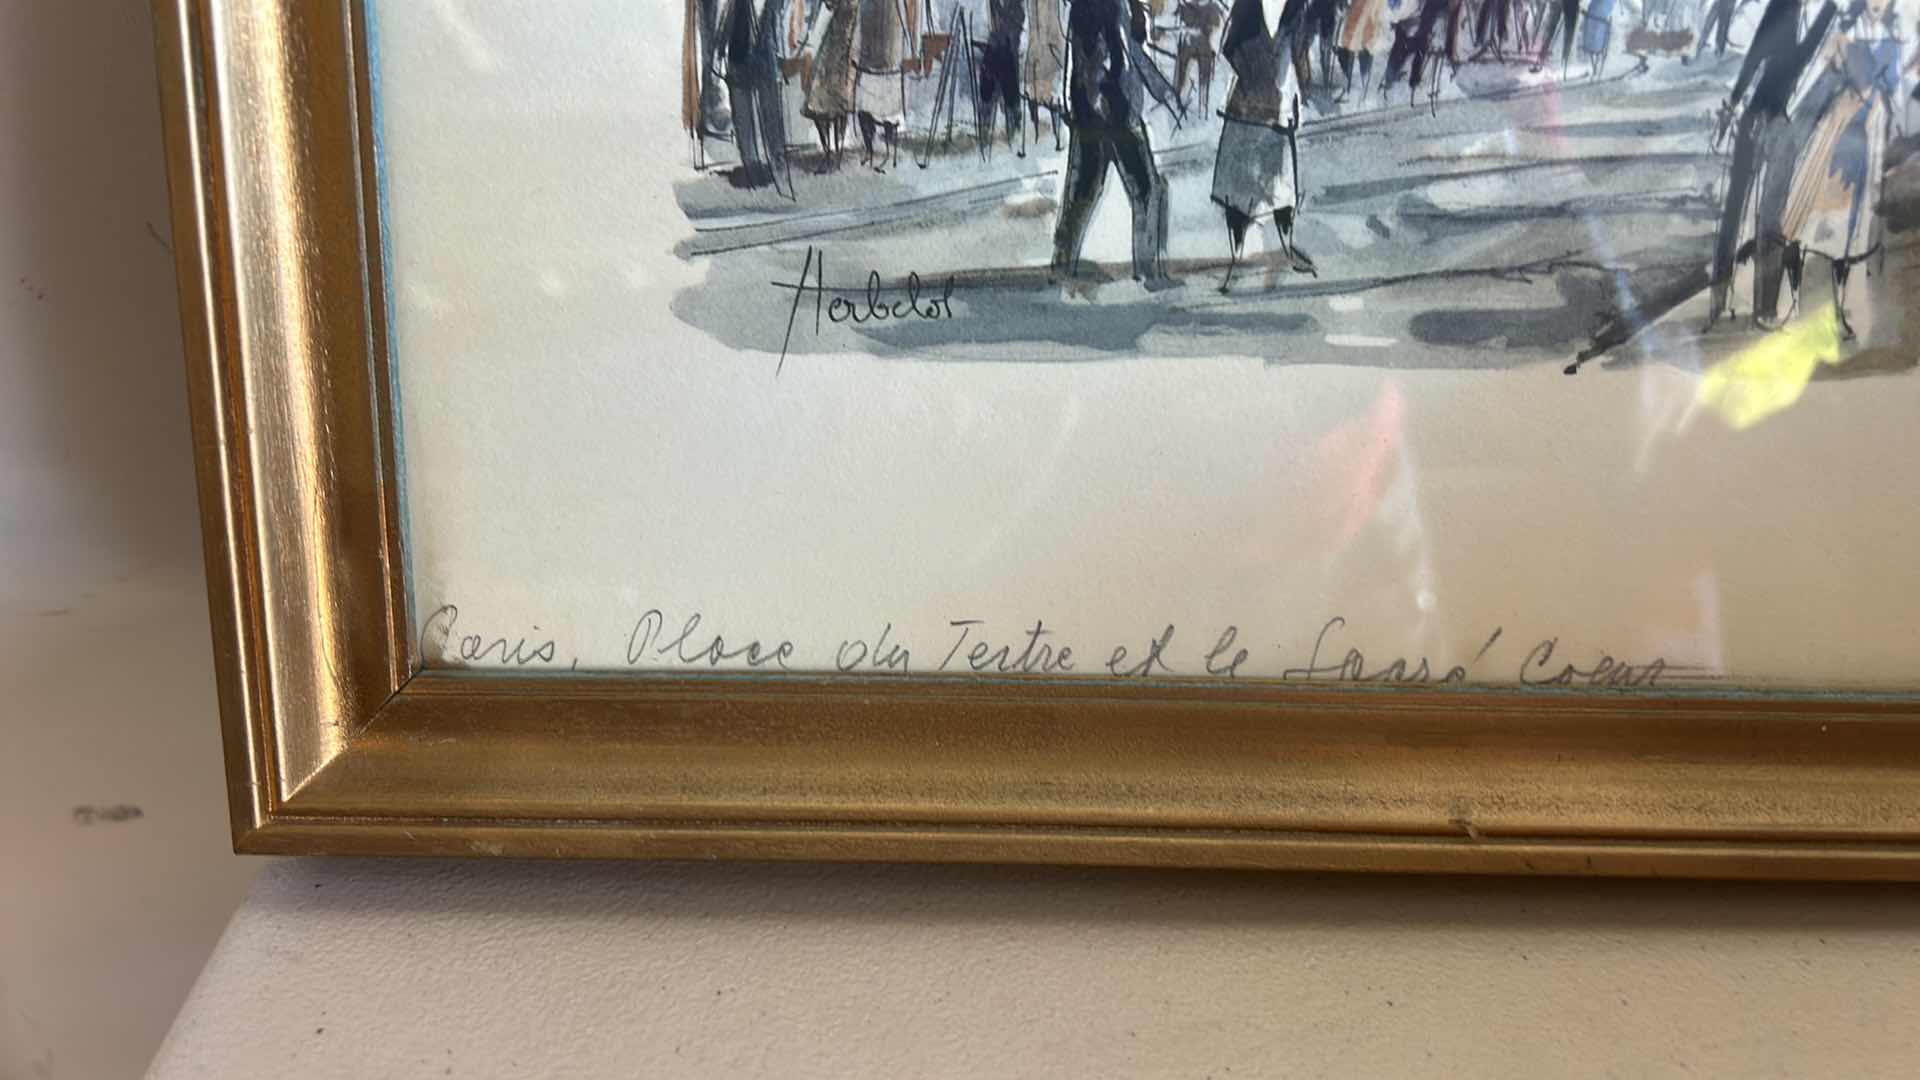 Herbelot
Paris, Place du Tertre et le Sacré Coeur